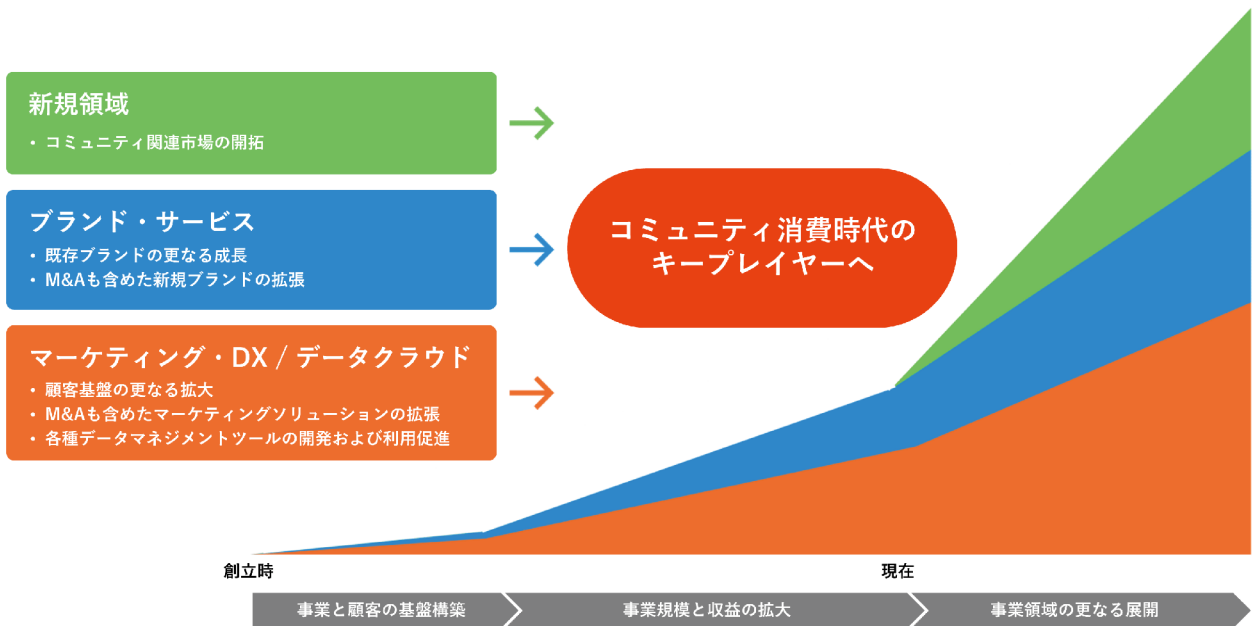 新規領域
・ コミュニティ関連市場の開拓
ブランド・サービス
・ 既存ブランドの更なる成長
・ M&Aも含めた新規ブランドの拡張
マーケティング・DX / データクラウド
・ 顧客基盤の更なる拡大
・ M&Aも含めたマーケティングソリューションの拡張
・ 各種データマネジメントツールの開発および利用促進
コミュニティ消費時代の
キープレイヤーへ
創立時
現在
事業と顧客の基盤構築
事業規模と収益の拡大
事業領域の更なる展開